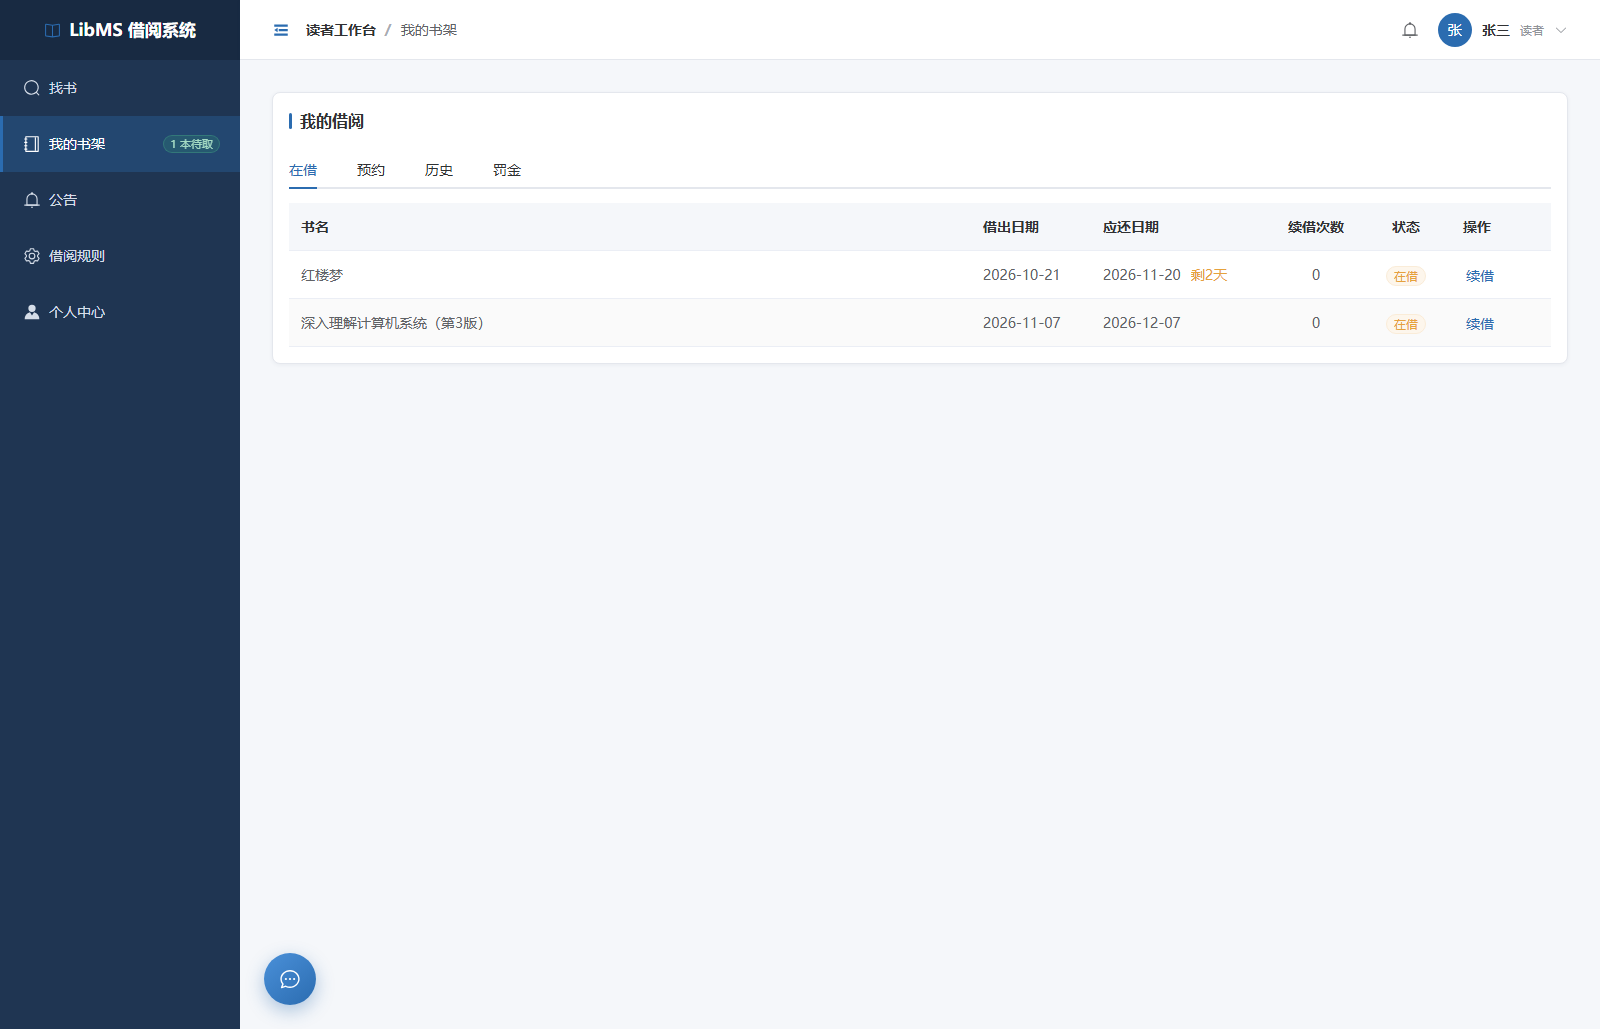 LibMS 借阅系统
读者工作台 / 我的书架
张 张三 读者
找书
我的书架 1 本待取
公告
借阅规则
个人中心
我的借阅
在借 预约 历史 罚金
书名 借出日期 应还日期 续借次数 状态 操作
红楼梦 2026-10-21 2026-11-20 剩2天 0 在借 续借
深入理解计算机系统（第3版） 2026-11-07 2026-12-07 0 在借 续借